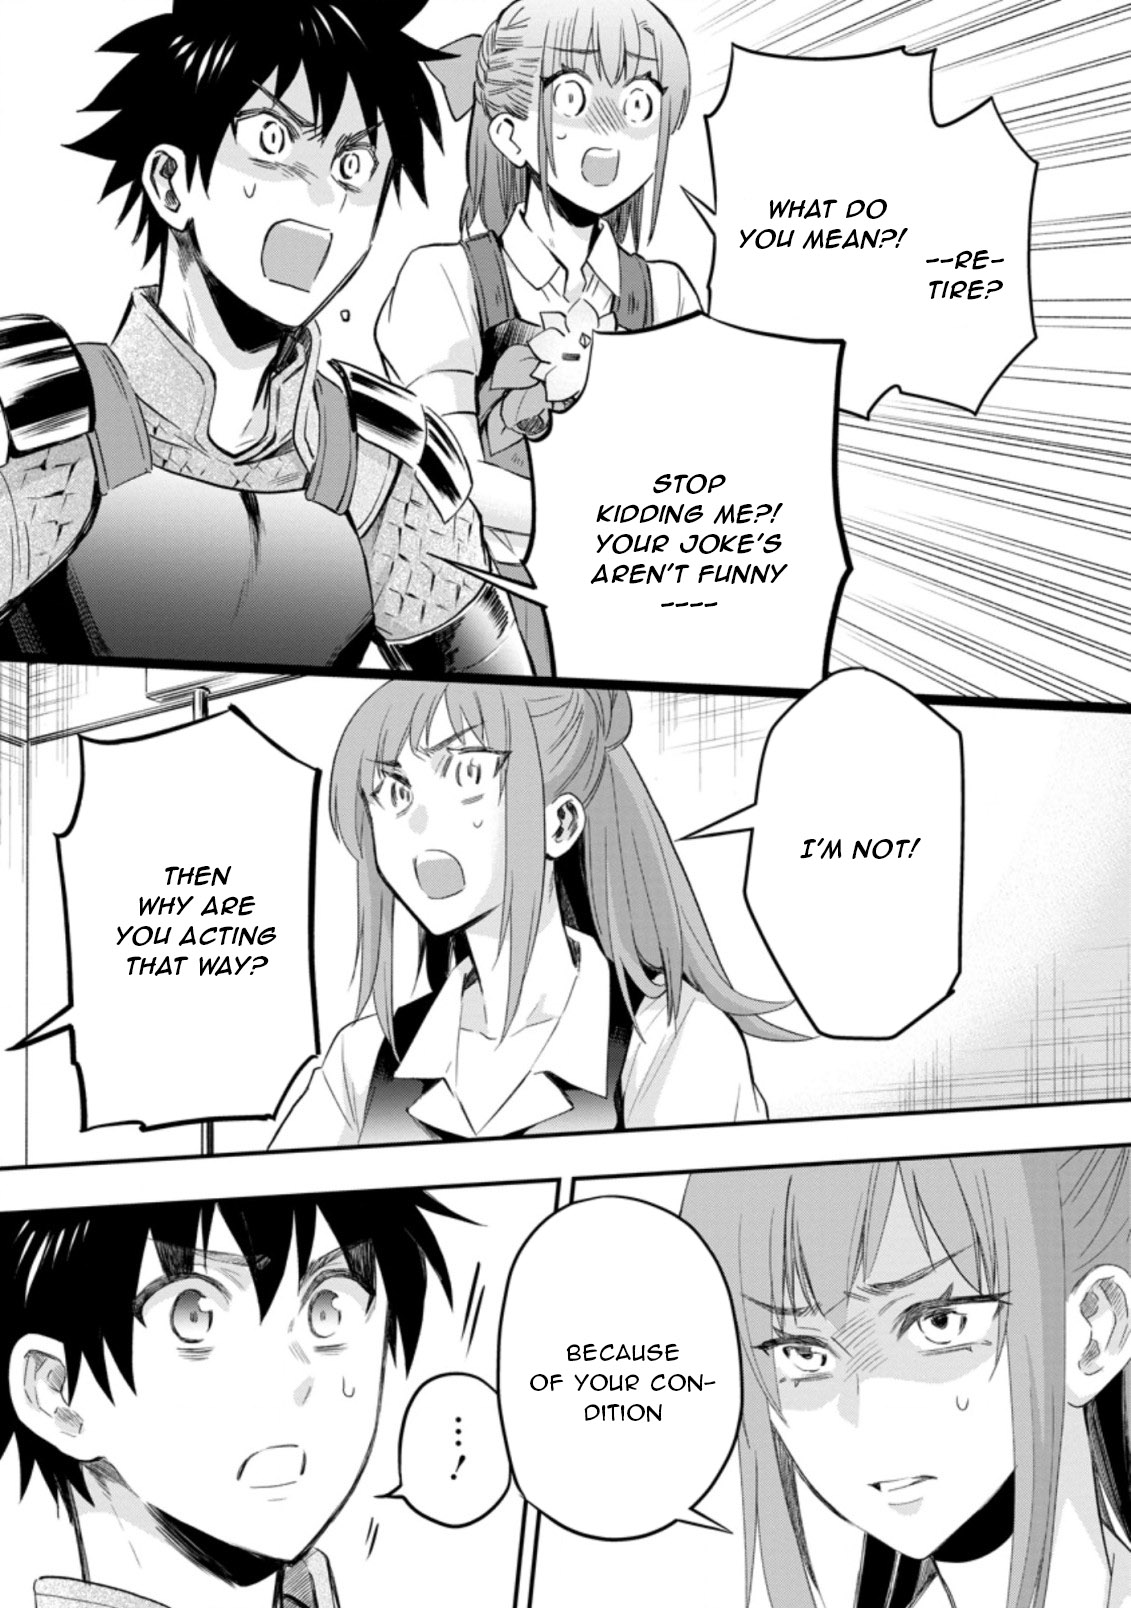 --RE-
TIRE?
WHAT DO
YOU MEAN?!
STOP
KIDDING ME?!
YOUR JOKE'S
AREN'T FUNNY
----
I'M NOT!
THEN
WHY ARE
YOU ACTING
THAT WAY?
BECAUSE
OF YOUR CON-
DITION
...!